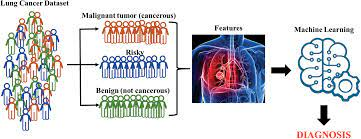 Lung Cancer Dataset
Malignant tumor (cancerous)
Risky
Benign (not cancerous)
Features
Machine Learning
DIAGNOSIS